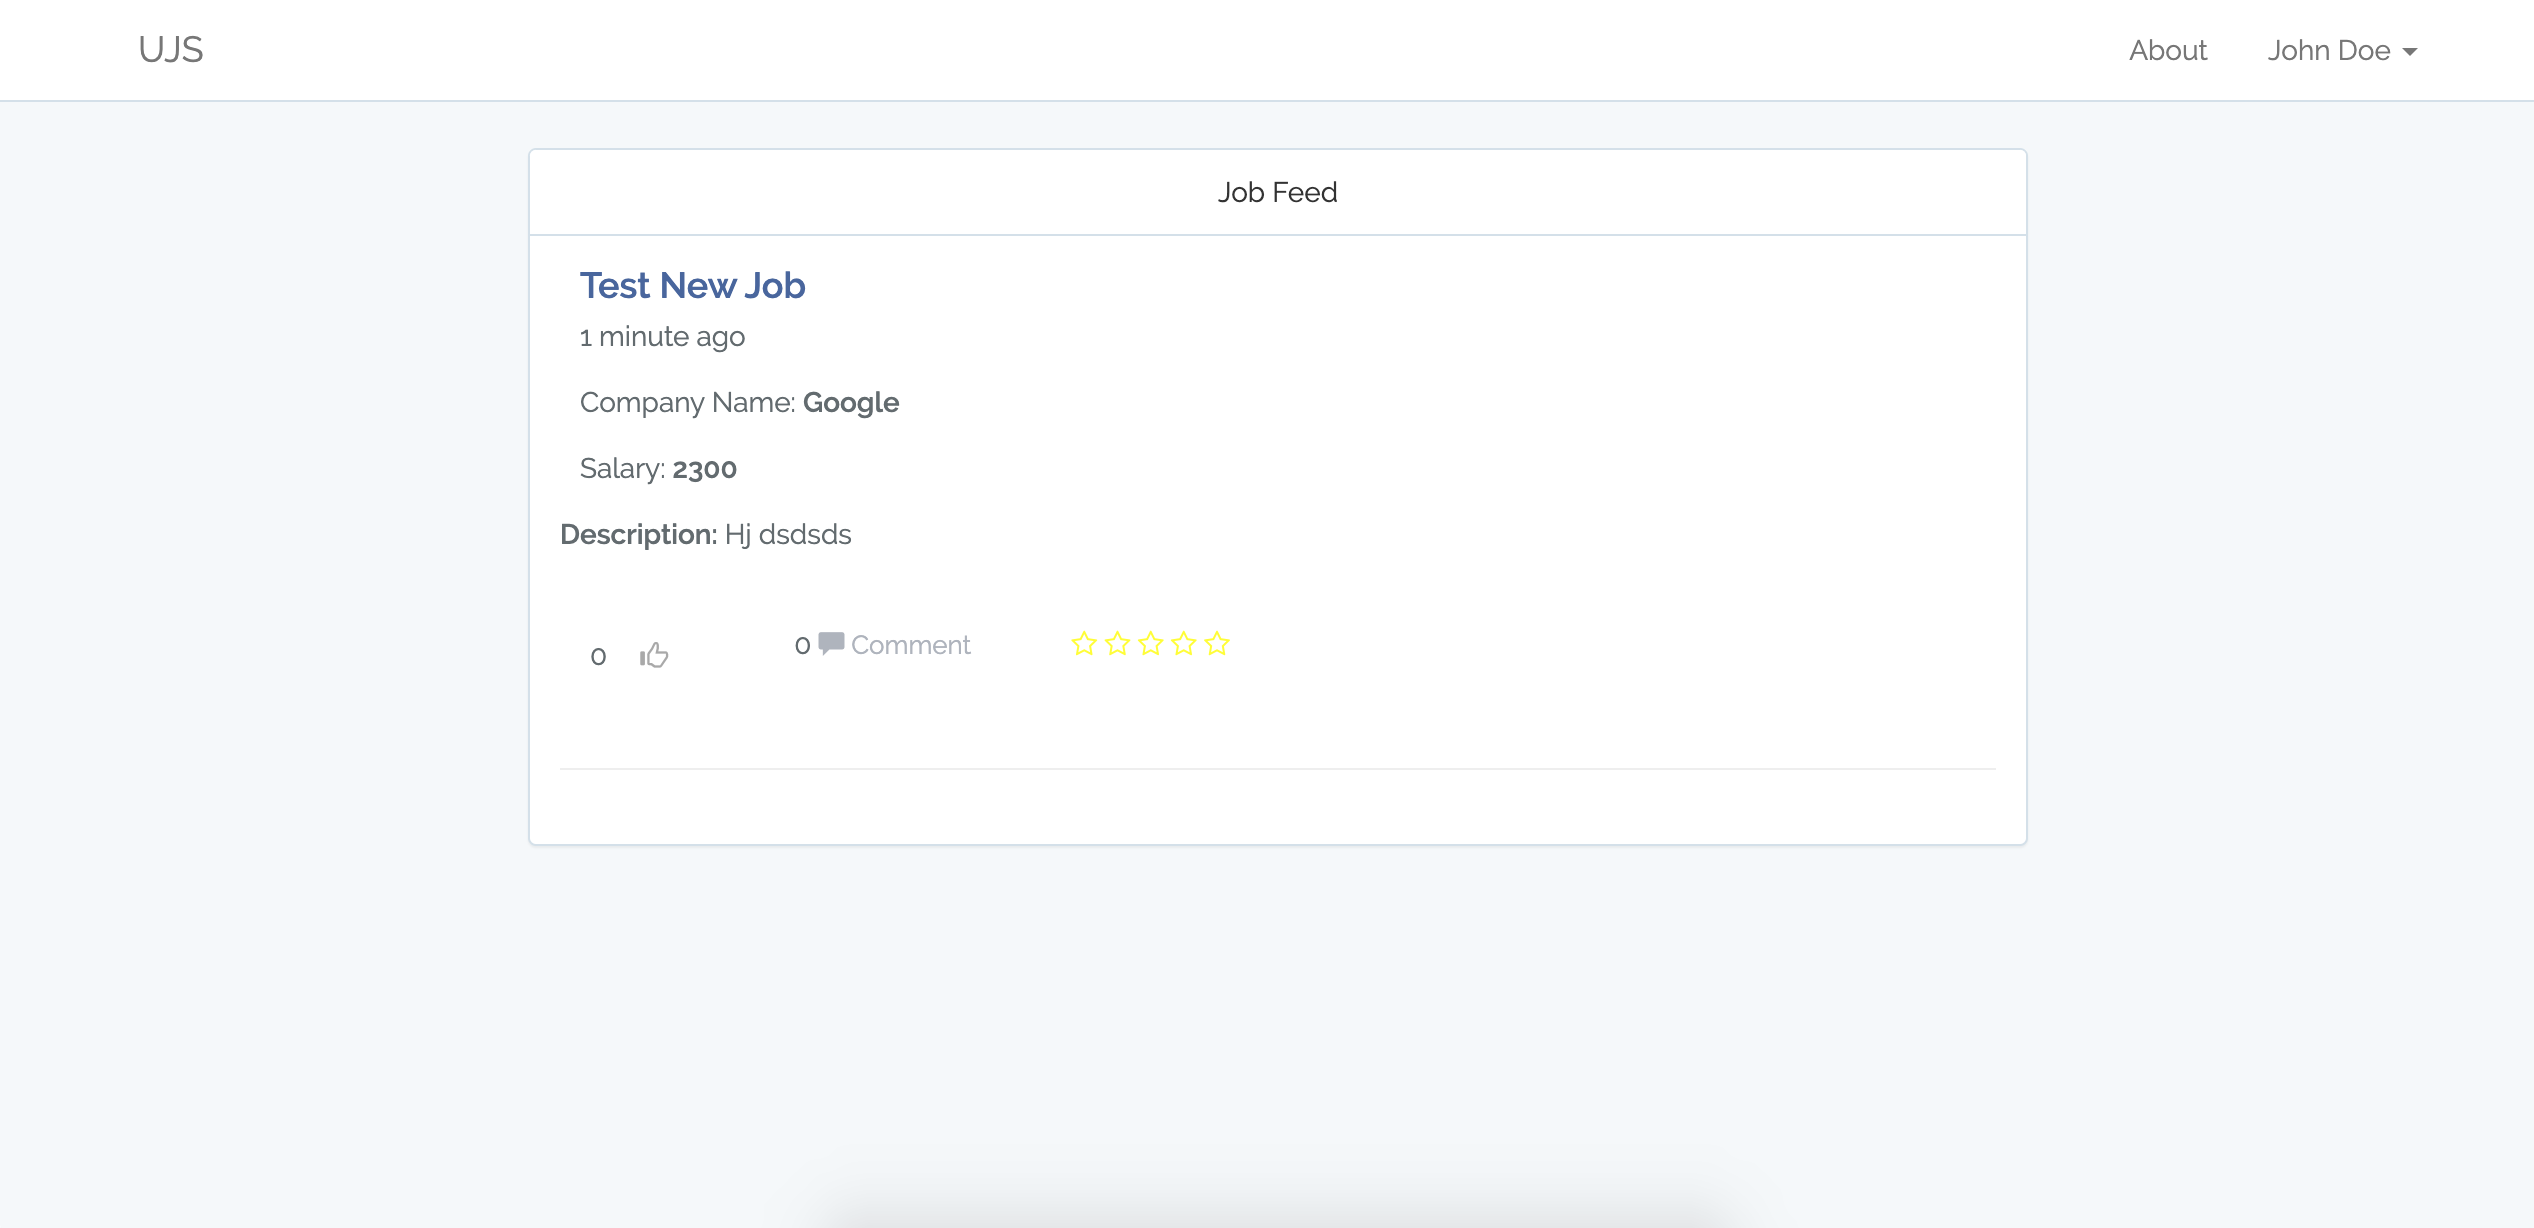 UJS
About
John Doe
Job Feed
Test New Job
1 minute ago
Company Name: Google
Salary: 2300
Description: Hj dsdsds
0
0 Comment